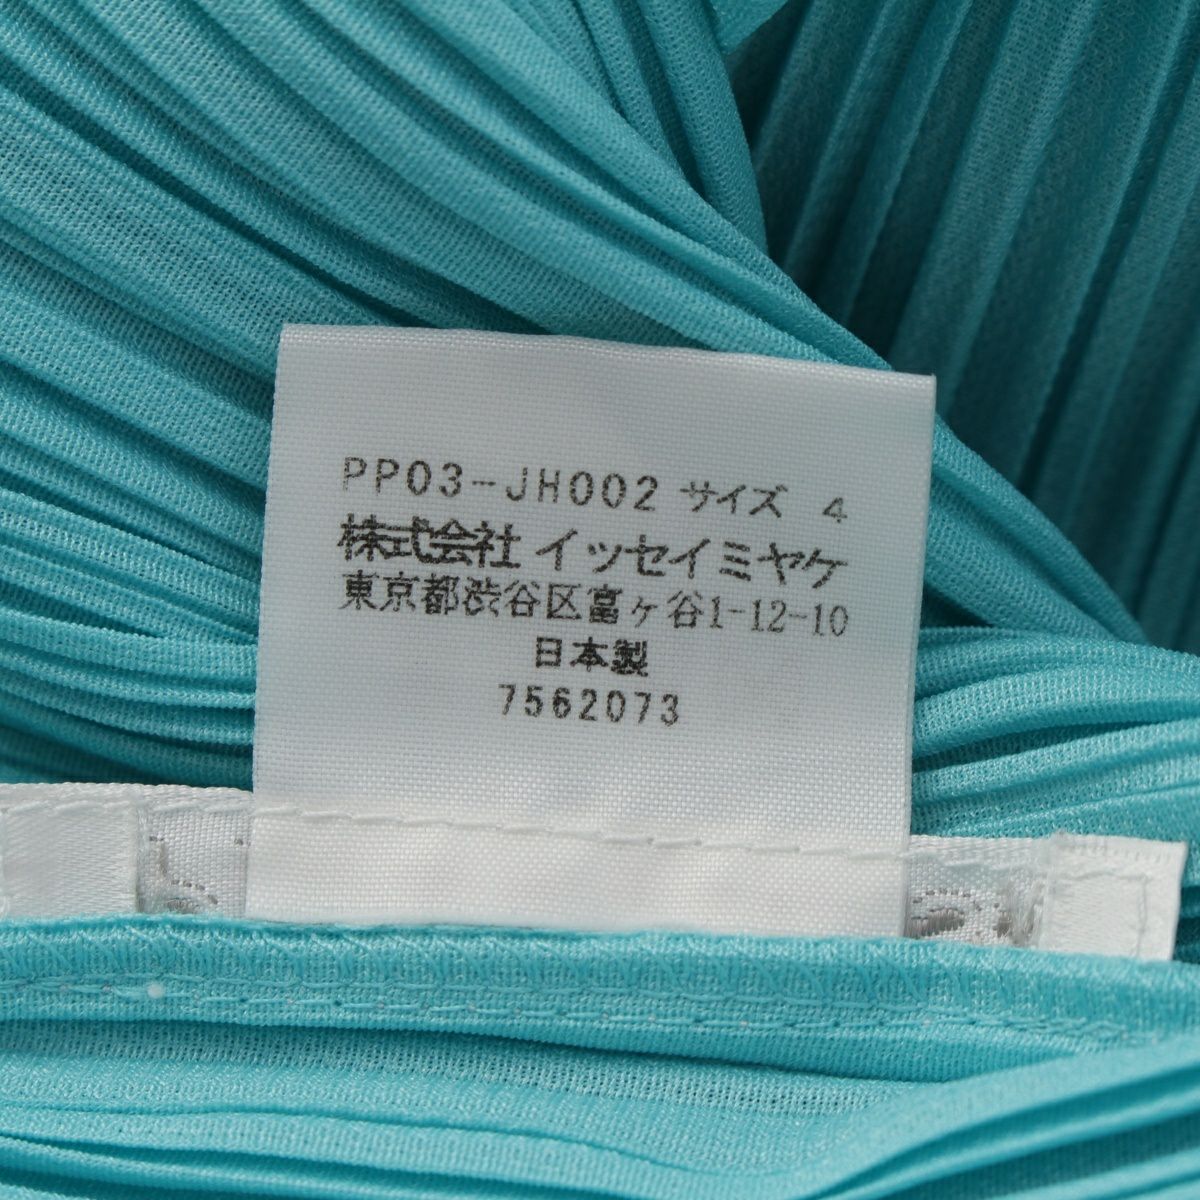 PP03-JH002 サイズ 4
株式会社 イッセイミヤケ
東京都渋谷区富ヶ谷1-12-10
日本製
7562073